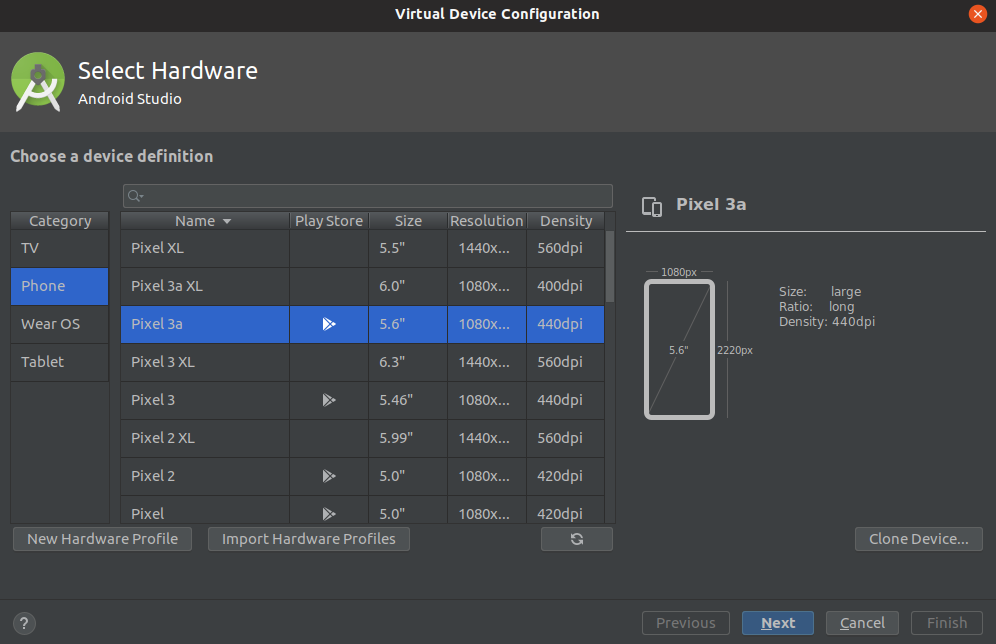 Virtual Device Configuration
Select Hardware
Android Studio
Choose a device definition
Category
TV
Phone
Wear OS
Tablet
Name Play Store Size Resolution Density
Pixel XL 5.5" 1440x... 560dpi
Pixel 3a XL 6.0" 1080x... 400dpi
Pixel 3a 5.6" 1080x... 440dpi
Pixel 3 XL 6.3" 1440x... 560dpi
Pixel 3 5.46" 1080x... 440dpi
Pixel 2 XL 5.99" 1440x... 560dpi
Pixel 2 5.0" 1080x... 420dpi
Pixel 5.0" 1080x... 420dpi
New Hardware Profile Import Hardware Profiles
Pixel 3a
1080px
5.6"
2220px
Size: large
Ratio: long
Density: 440dpi
Clone Device...
? Previous Next Cancel Finish